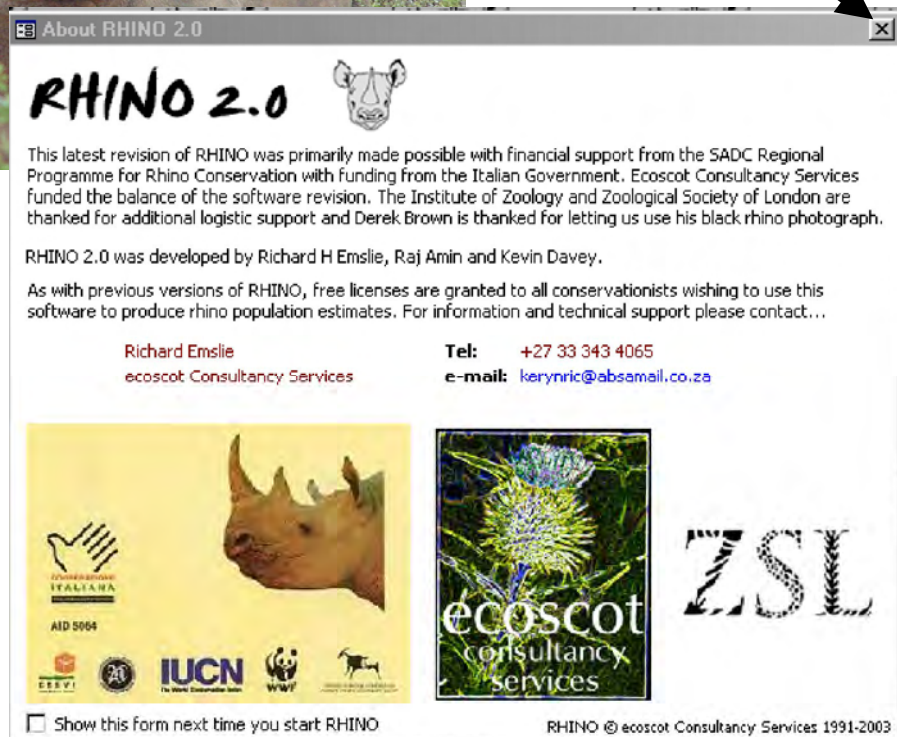 About RHINO 2.0
RHINO 2.0
This latest revision of RHINO was primarily made possible with financial support from the SADC Regional
Programme for Rhino Conservation with funding from the Italian Government. Ecoscot Consultancy Services
funded the balance of the software revision. The Institute of Zoology and Zoological Society of London are
thanked for additional logistic support and Derek Brown is thanked for letting us use his black rhino photograph.
RHINO 2.0 was developed by Richard H Emslie, Raj Amin and Kevin Davey.
As with previous versions of RHINO, free licenses are granted to all conservationists wishing to use this
software to produce rhino population estimates. For information and technical support please contact...
Richard Emslie Tel: +27 33 343 4065
ecoscot Consultancy Services e-mail: kerynric@absamail.co.za
COOPERAZIONE
ITALIANA
AID 5064
CESVI
IUCN
The World Conservation Union
WWF
ecoscot
consultancy
services
ZSL
Show this form next time you start RHINO
RHINO © ecoscot Consultancy Services 1991-2003